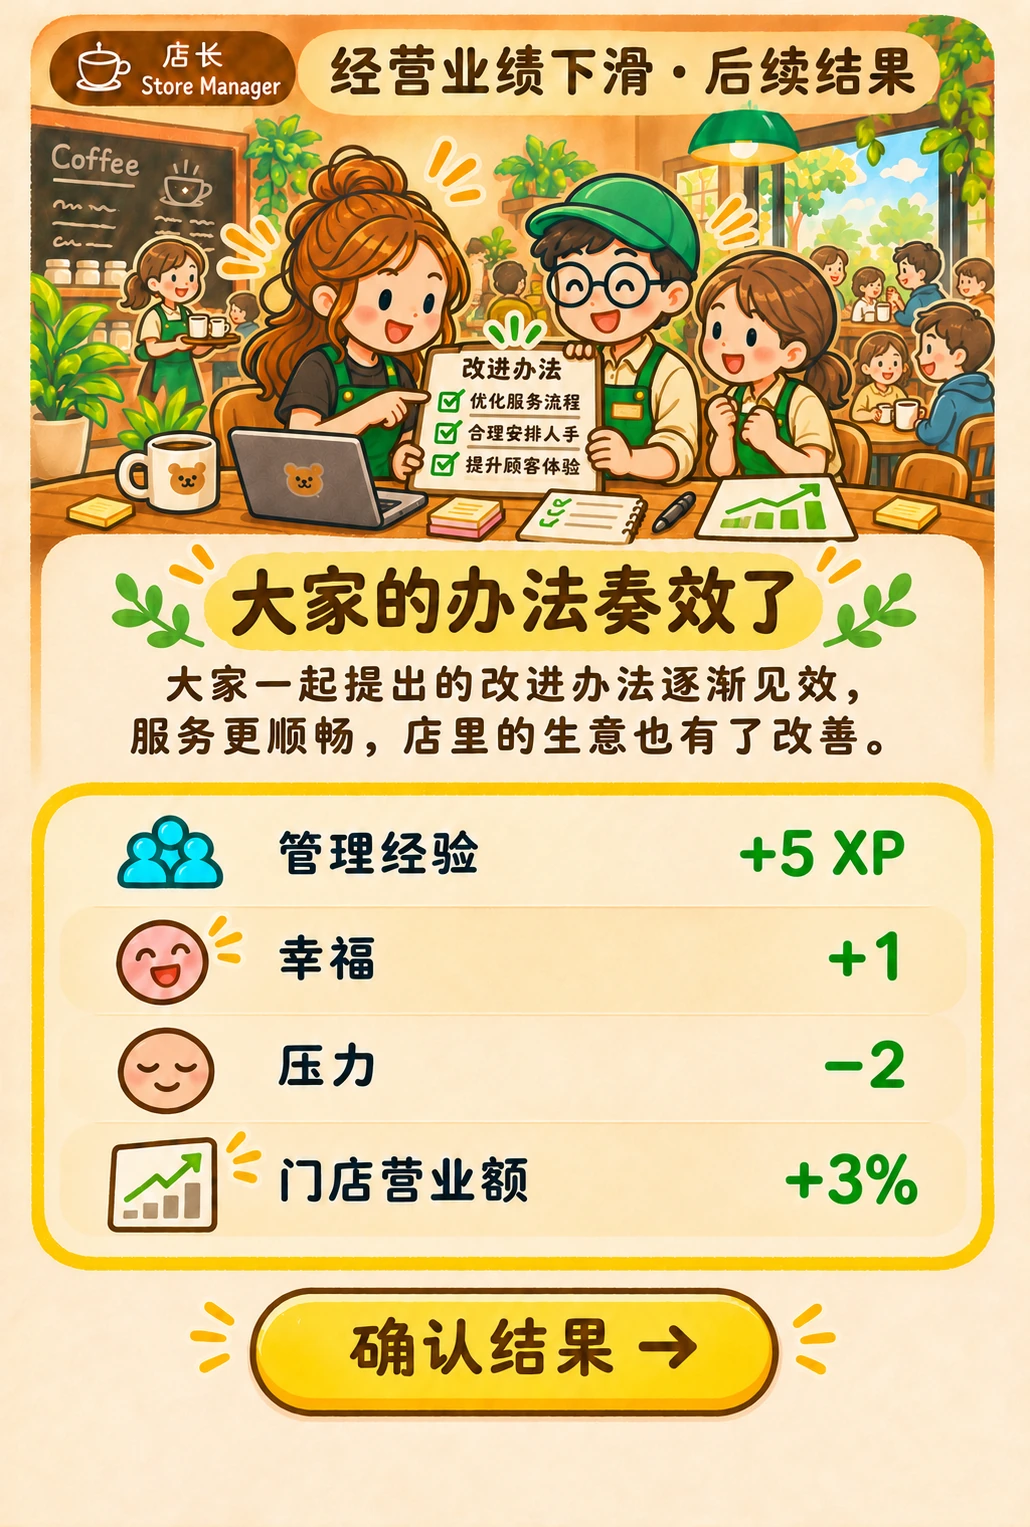 店长
Store Manager
经营业绩下滑·后续结果
Coffee
改进办法
优化服务流程
合理安排人手
提升顾客体验
大家的办法奏效了
大家一起提出的改进办法逐渐见效，
服务更顺畅，店里的生意也有了改善。
管理经验 +5 XP
幸福 +1
压力 −2
门店营业额 +3%
确认结果 →